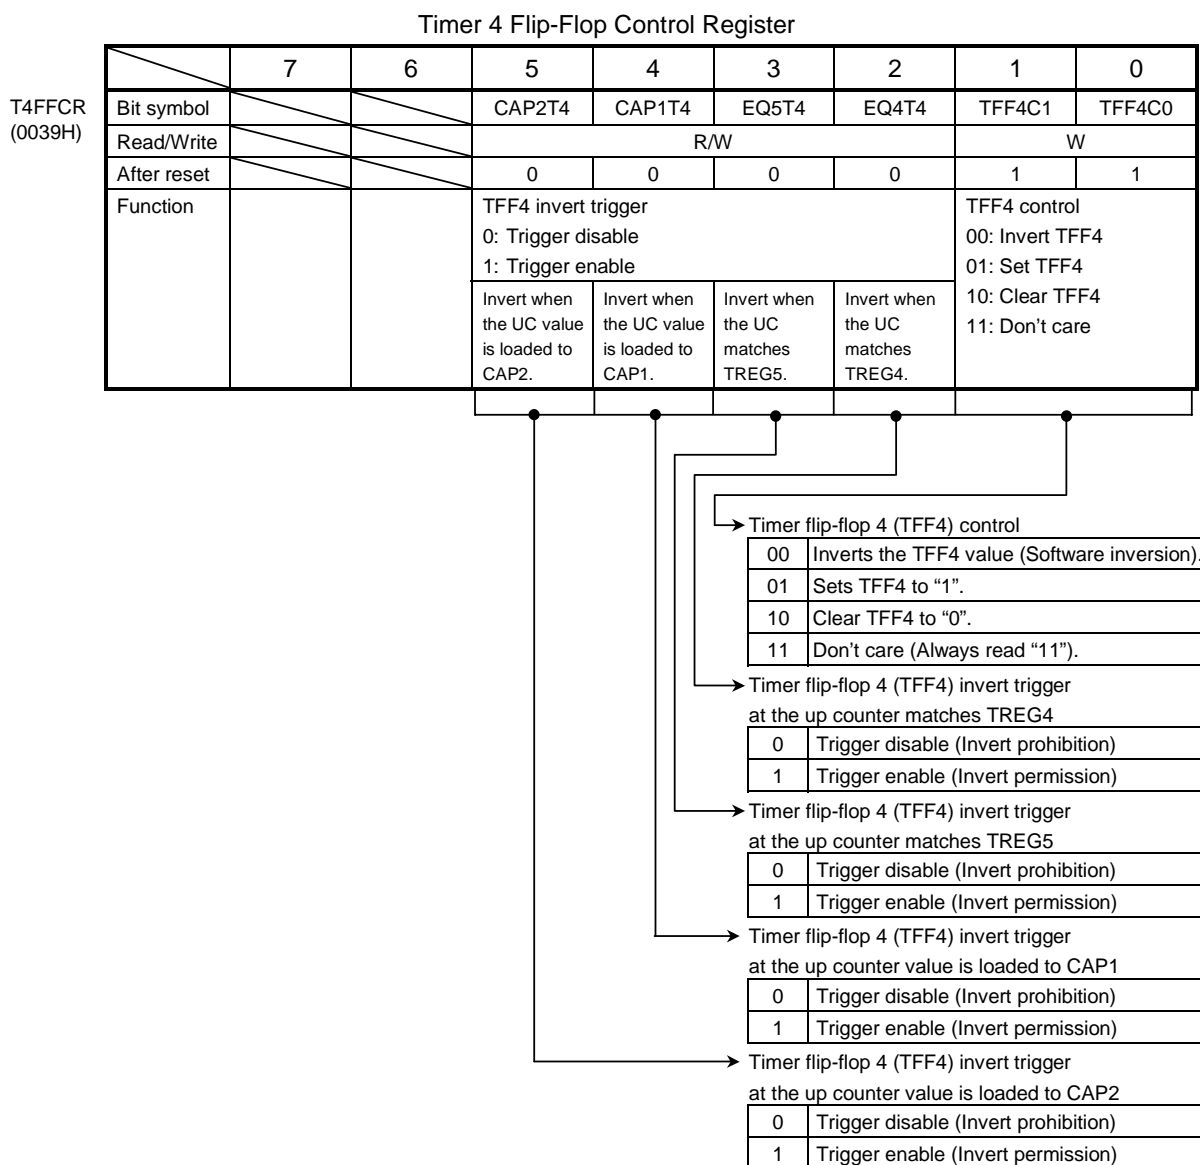 Timer 4 Flip-Flop Control Register
7 6 5 4 3 2 1 0
T4FFCR
(0039H)
Bit symbol CAP2T4 CAP1T4 EQ5T4 EQ4T4 TFF4C1 TFF4C0
Read/Write R/W W
After reset 0 0 0 0 1 1
Function
TFF4 invert trigger
0: Trigger disable
1: Trigger enable
Invert when
the UC value
is loaded to
CAP2.
Invert when
the UC value
is loaded to
CAP1.
Invert when
the UC
matches
TREG5.
Invert when
the UC
matches
TREG4.
TFF4 control
00: Invert TFF4
01: Set TFF4
10: Clear TFF4
11: Don’t care
Timer flip-flop 4 (TFF4) control
00 Inverts the TFF4 value (Software inversion).
01 Sets TFF4 to “1”.
10 Clear TFF4 to “0”.
11 Don’t care (Always read “11”).
Timer flip-flop 4 (TFF4) invert trigger
at the up counter matches TREG4
0 Trigger disable (Invert prohibition)
1 Trigger enable (Invert permission)
Timer flip-flop 4 (TFF4) invert trigger
at the up counter matches TREG5
0 Trigger disable (Invert prohibition)
1 Trigger enable (Invert permission)
Timer flip-flop 4 (TFF4) invert trigger
at the up counter value is loaded to CAP1
0 Trigger disable (Invert prohibition)
1 Trigger enable (Invert permission)
Timer flip-flop 4 (TFF4) invert trigger
at the up counter value is loaded to CAP2
0 Trigger disable (Invert prohibition)
1 Trigger enable (Invert permission)